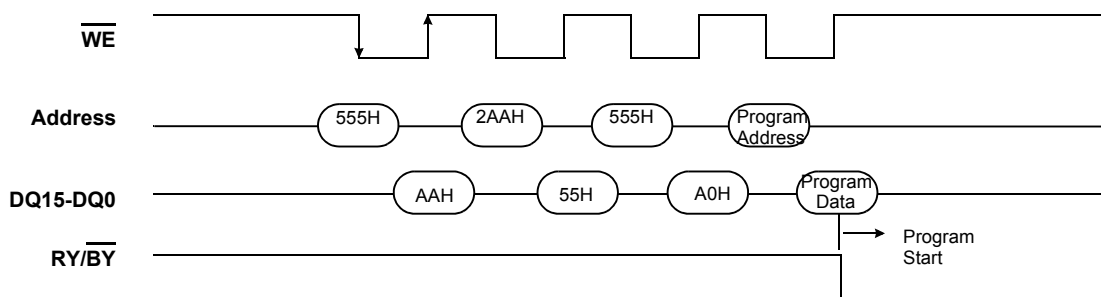 WE
Address
555H
2AAH
555H
Program
Address
DQ15-DQ0
AAH
55H
A0H
Program
Data
RY/BY
Program
Start